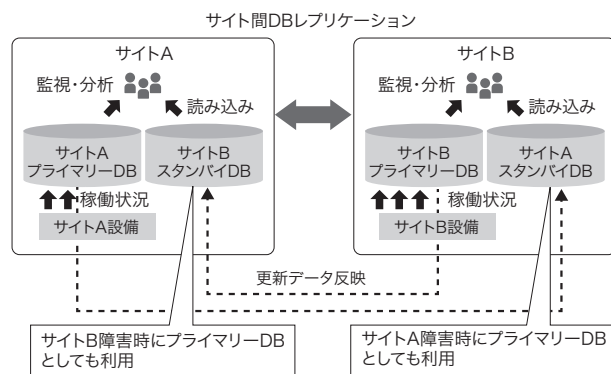 サイト間DBレプリケーション
サイトA
監視・分析
読み込み
サイトA
プライマリーDB
サイトB
スタンバイDB
稼働状況
サイトA設備
サイトB
監視・分析
読み込み
サイトB
プライマリーDB
サイトA
スタンバイDB
稼働状況
サイトB設備
更新データ反映
サイトB障害時にプライマリーDB
としても利用
サイトA障害時にプライマリーDB
としても利用